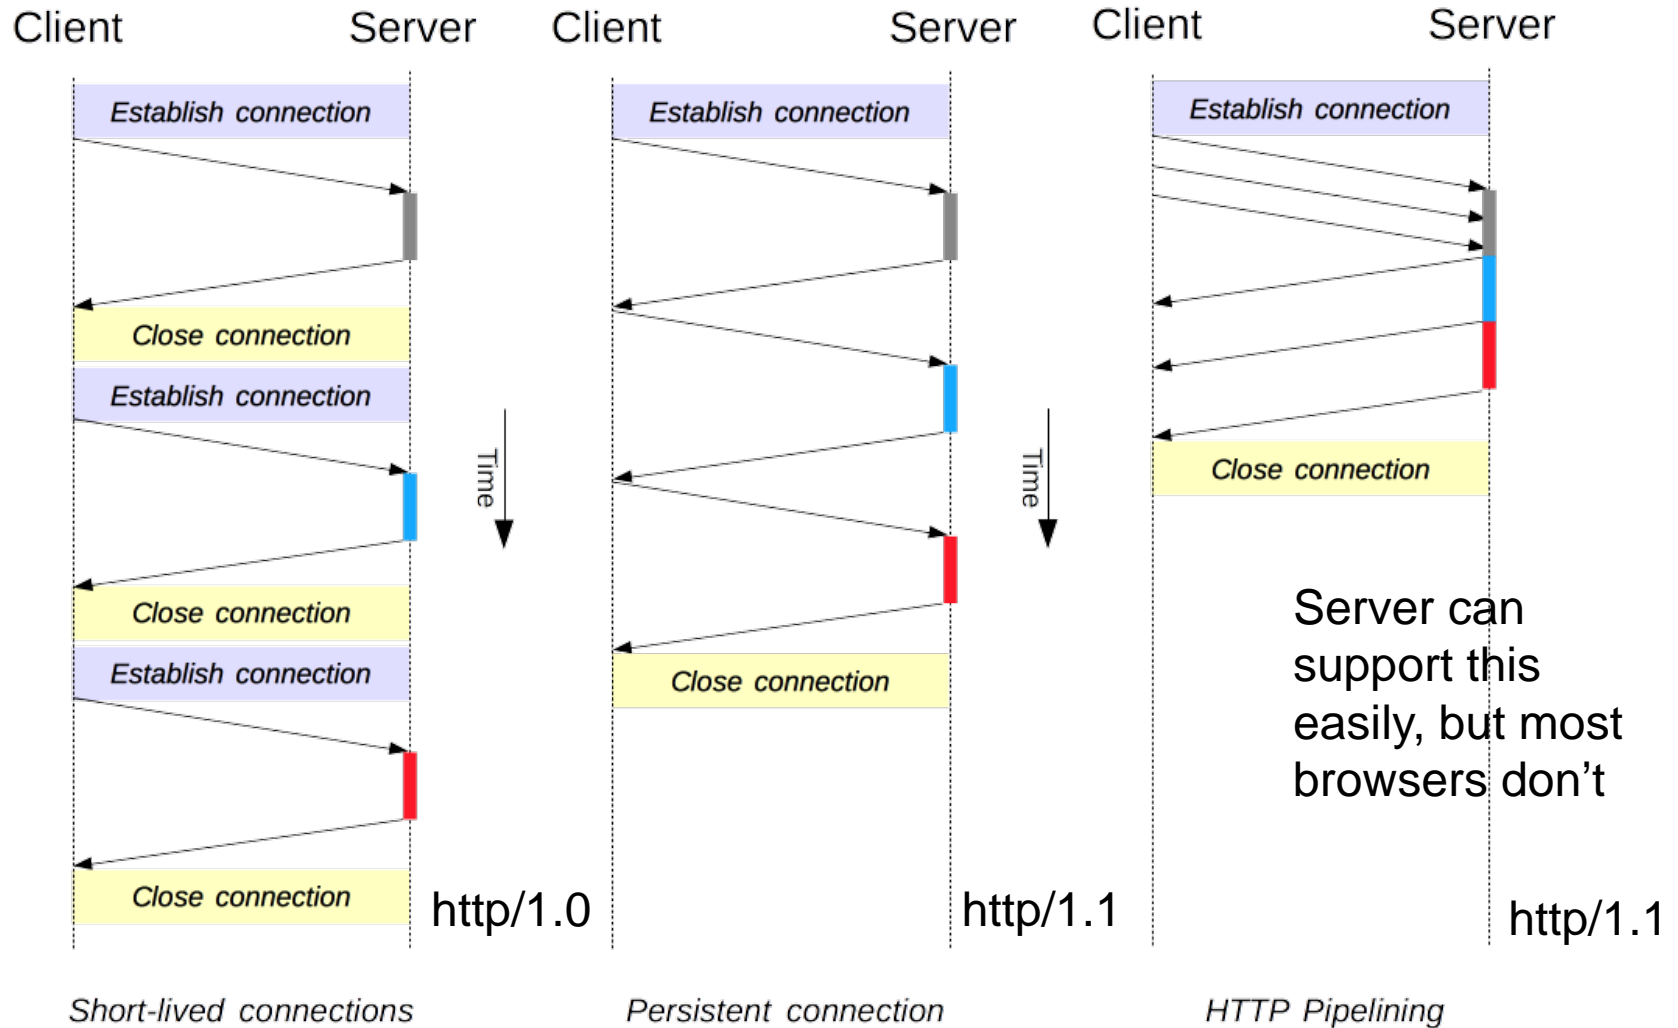 Client
Server
Establish connection
Close connection
Establish connection
Close connection
Establish connection
Close connection
http/1.0
Short-lived connections
Time
Client
Server
Establish connection
Close connection
http/1.1
Persistent connection
Time
Client
Server
Establish connection
Close connection
Server can
support this
easily, but most
browsers don’t
http/1.1
HTTP Pipelining